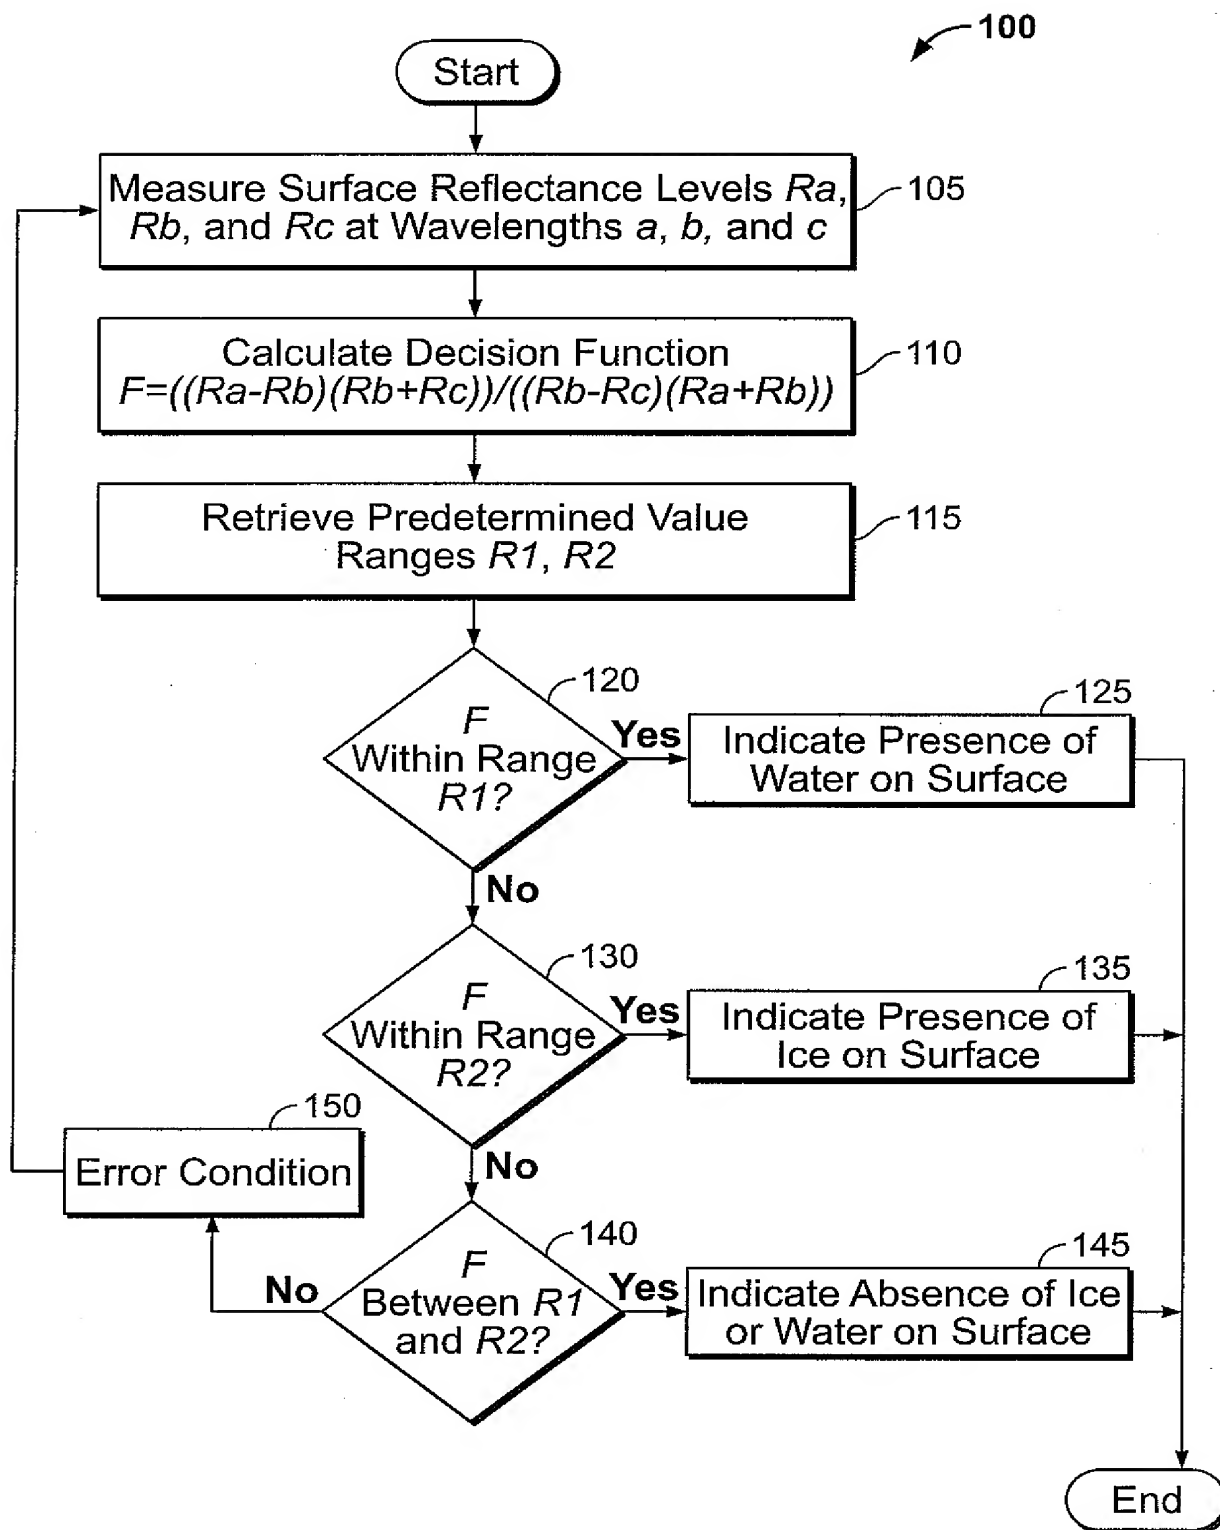 100
Start
Measure Surface Reflectance Levels Ra,
Rb, and Rc at Wavelengths a, b, and c
105
Calculate Decision Function
F=((Ra-Rb)(Rb+Rc))/((Rb-Rc)(Ra+Rb))
110
Retrieve Predetermined Value
Ranges R1, R2
115
F
Within Range
R1?
120
Yes
Indicate Presence of
Water on Surface
125
No
F
Within Range
R2?
130
Yes
Indicate Presence of
Ice on Surface
135
No
Error Condition
150
F
Between R1
and R2?
140
No
Yes
Indicate Absence of Ice
or Water on Surface
145
End